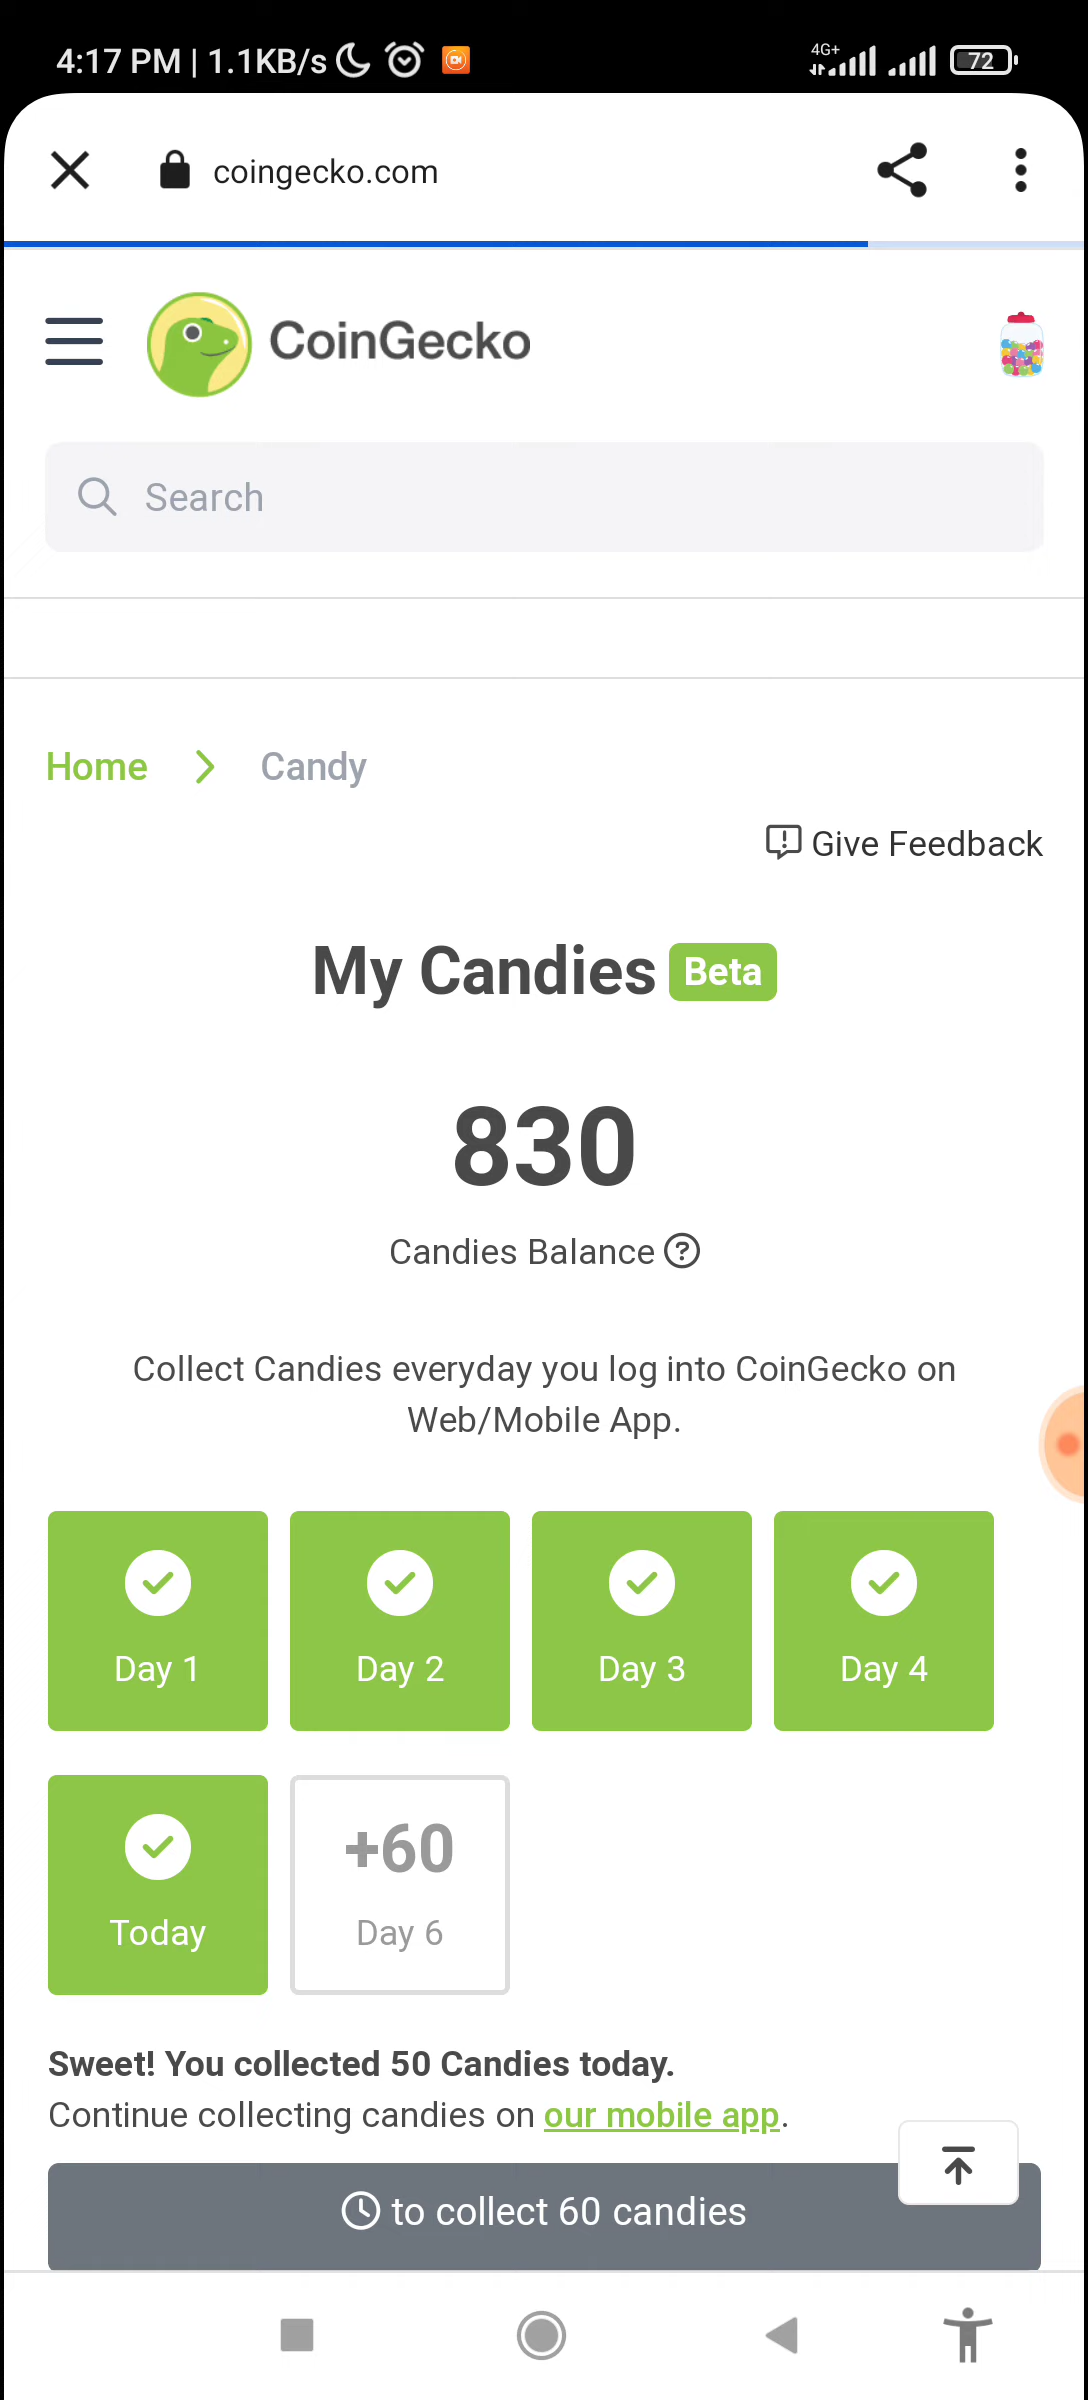 4:17 PM | 1.1KB/s 4G+ 72
coingecko.com
CoinGecko
Search
Home Candy
Give Feedback
My Candies Beta
830
Candies Balance
Collect Candies everyday you log into CoinGecko on
Web/Mobile App.
Day 1 Day 2 Day 3 Day 4
+60
Today Day 6
Sweet! You collected 50 Candies today.
Continue collecting candies on our mobile app.
to collect 60 candies